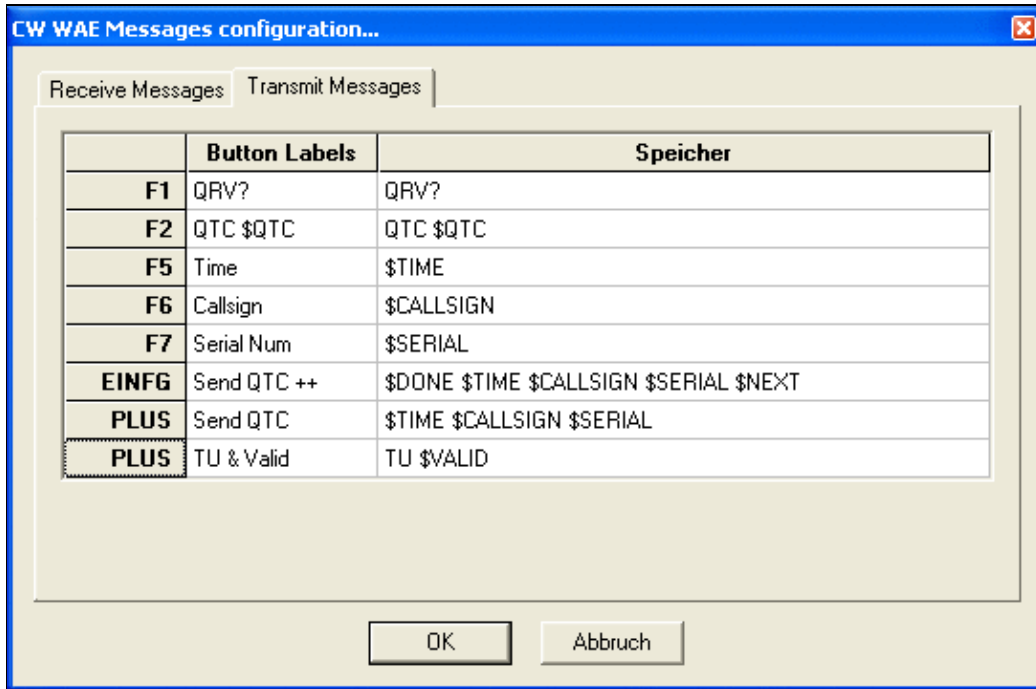 CW WAE Messages configuration...
Receive Messages Transmit Messages
Button Labels Speicher
F1 QRV? QRV?
F2 QTC $QTC QTC $QTC
F5 Time $TIME
F6 Callsign $CALLSIGN
F7 Serial Num $SERIAL
EINFG Send QTC ++ $DONE $TIME $CALLSIGN $SERIAL $NEXT
PLUS Send QTC $TIME $CALLSIGN $SERIAL
PLUS TU & Valid TU $VALID
OK Abbruch